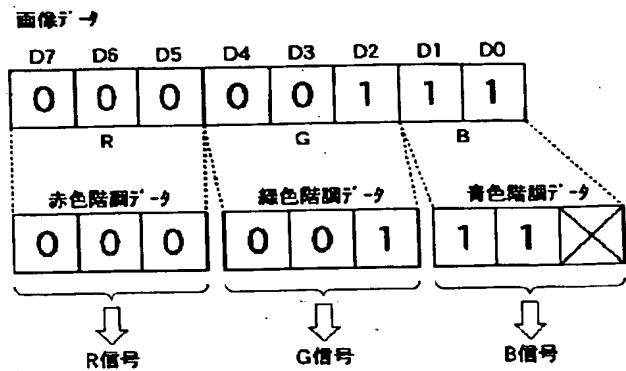 画像データ
D7 D6 D5 D4 D3 D2 D1 D0
0 0 0 0 0 1 1 1
R G B
赤色階調データ 緑色階調データ 青色階調データ
0 0 0 0 0 1 1 1
R信号 G信号 B信号